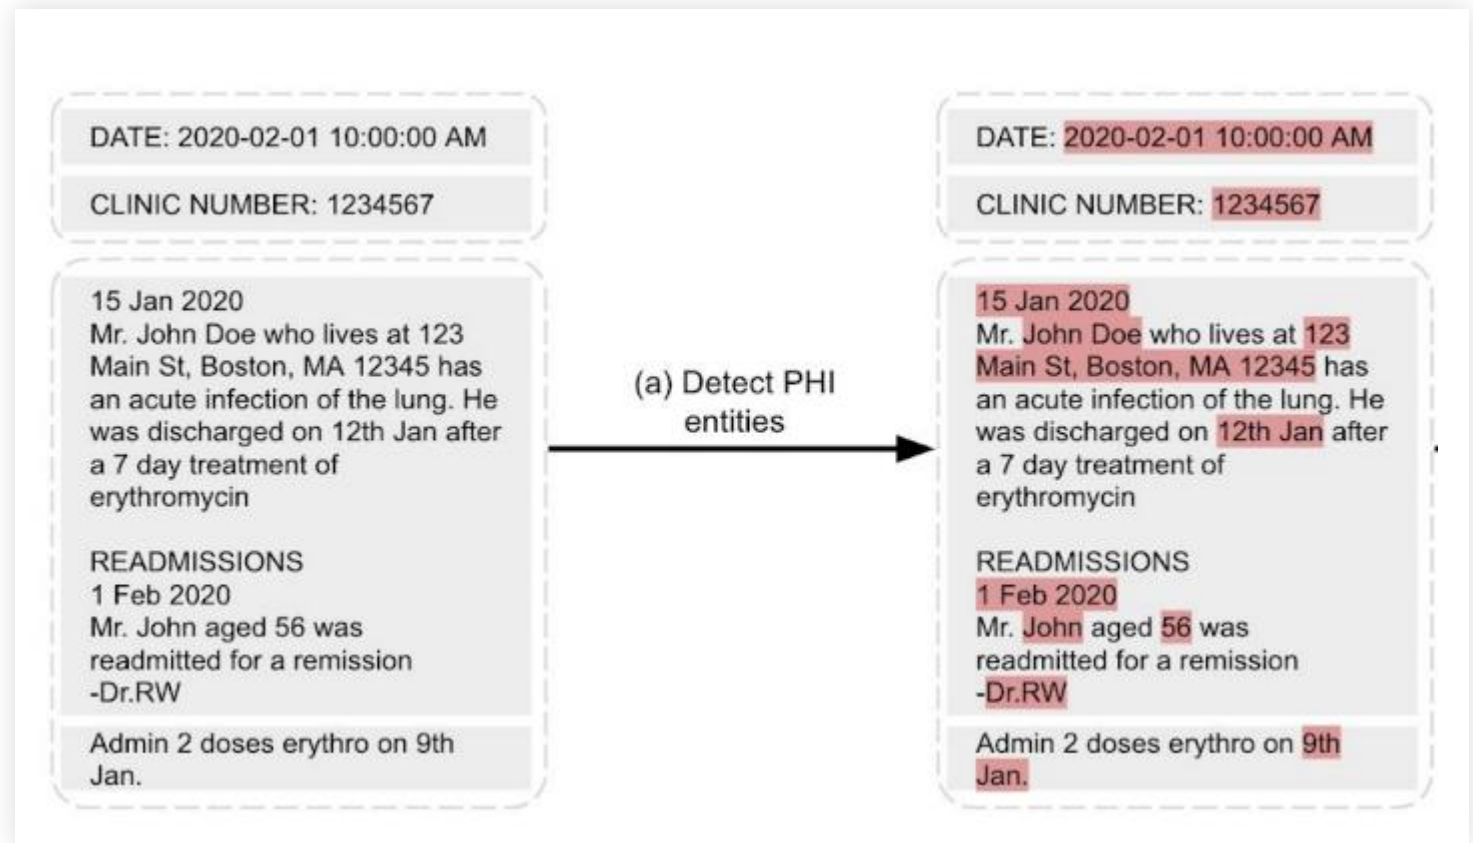 DATE: 2020-02-01 10:00:00 AM
CLINIC NUMBER: 1234567
15 Jan 2020
Mr. John Doe who lives at 123
Main St, Boston, MA 12345 has
an acute infection of the lung. He
was discharged on 12th Jan after
a 7 day treatment of
erythromycin
READMISSIONS
1 Feb 2020
Mr. John aged 56 was
readmitted for a remission
-Dr.RW
Admin 2 doses erythro on 9th
Jan.
(a) Detect PHI
entities
DATE: 2020-02-01 10:00:00 AM
CLINIC NUMBER: 1234567
15 Jan 2020
Mr. John Doe who lives at 123
Main St, Boston, MA 12345 has
an acute infection of the lung. He
was discharged on 12th Jan after
a 7 day treatment of
erythromycin
READMISSIONS
1 Feb 2020
Mr. John aged 56 was
readmitted for a remission
-Dr.RW
Admin 2 doses erythro on 9th
Jan.